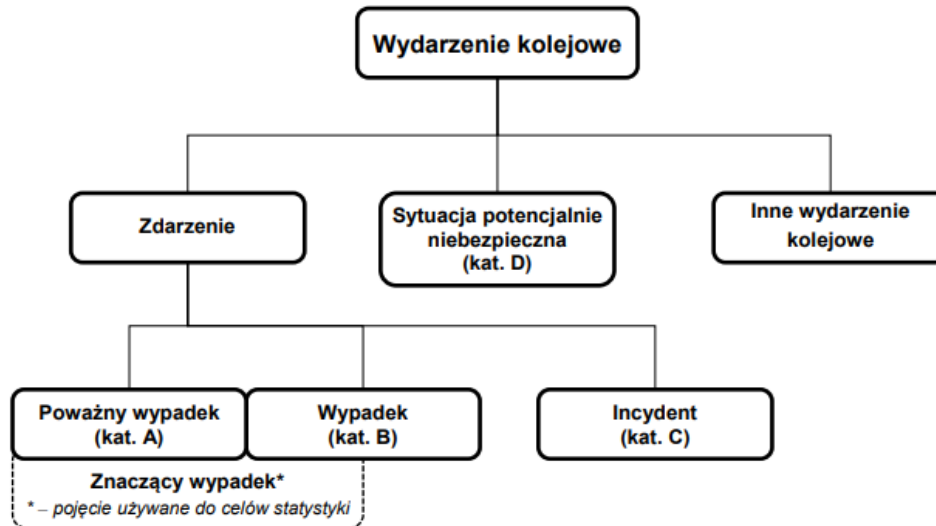 Wydarzenie kolejowe
Zdarzenie
Sytuacja potencjalnie
niebezpieczna
(kat. D)
Inne wydarzenie
kolejowe
Poważny wypadek
(kat. A)
Wypadek
(kat. B)
Incydent
(kat. C)
Znaczący wypadek*
* – pojęcie używane do celów statystyki